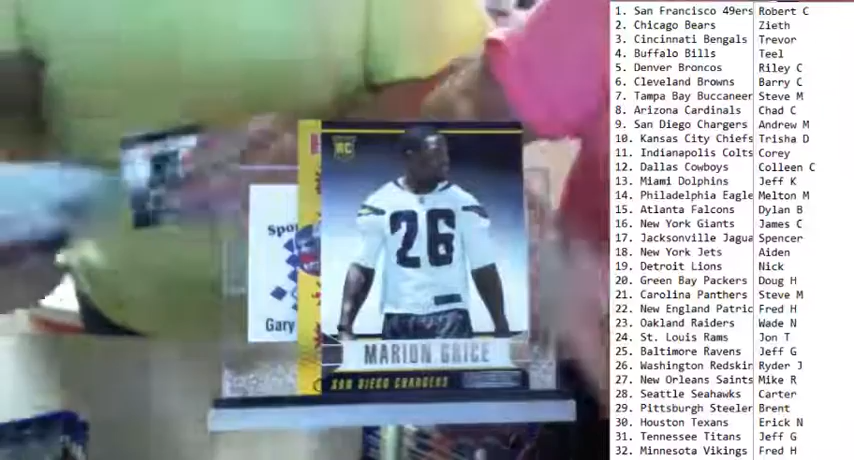 1. San Francisco 49ers Robert C
2. Chicago Bears Zieth
3. Cincinnati Bengals Trevor
4. Buffalo Bills Teel
5. Denver Broncos Riley C
6. Cleveland Browns Barry C
7. Tampa Bay Buccaneer Steve M
8. Arizona Cardinals Chad C
9. San Diego Chargers Andrew M
10. Kansas City Chiefs Trisha D
11. Indianapolis Colts Corey
12. Dallas Cowboys Colleen C
13. Miami Dolphins Jeff K
14. Philadelphia Eagle Melton M
15. Atlanta Falcons Dylan B
16. New York Giants James C
17. Jacksonville Jagua Spencer
18. New York Jets Aiden
19. Detroit Lions Nick
20. Green Bay Packers Doug H
21. Carolina Panthers Steve M
22. New England Patric Fred H
23. Oakland Raiders Wade N
24. St. Louis Rams Jon T
25. Baltimore Ravens Jeff G
26. Washington Redskin Ryder J
27. New Orleans Saints Mike R
28. Seattle Seahawks Carter
29. Pittsburgh Steeler Brent
30. Houston Texans Erick N
31. Tennessee Titans Jeff G
32. Minnesota Vikings Fred H
RC
26
Spor
Gary
MARION GRICE
SAN DIEGO CHARGERS